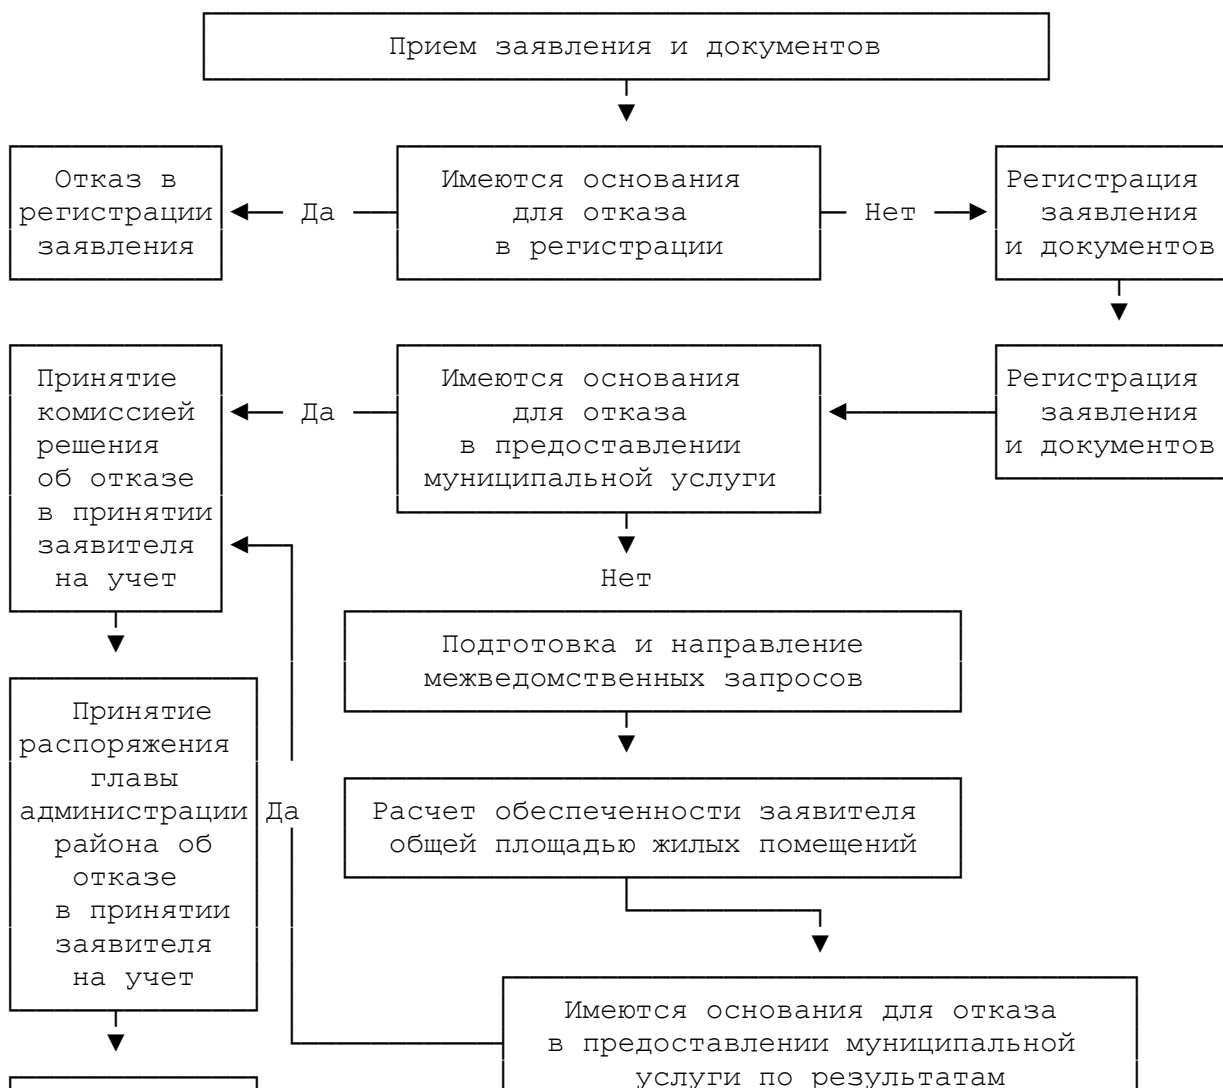 Прием заявления и документов
Отказ в
регистрации
заявления
Да
Имеются основания
для отказа
в регистрации
Нет
Регистрация
заявления
и документов
Принятие
комиссией
решения
об отказе
в принятии
заявителя
на учет
Да
Имеются основания
для отказа
в предоставлении
муниципальной услуги
Регистрация
заявления
и документов
Нет
Подготовка и направление
межведомственных запросов
Принятие
распоряжения
главы
администрации
района об
отказе
в принятии
заявителя
на учет
Да
Расчет обеспеченности заявителя
общей площадью жилых помещений
Имеются основания для отказа
в предоставлении муниципальной
услуги по результатам